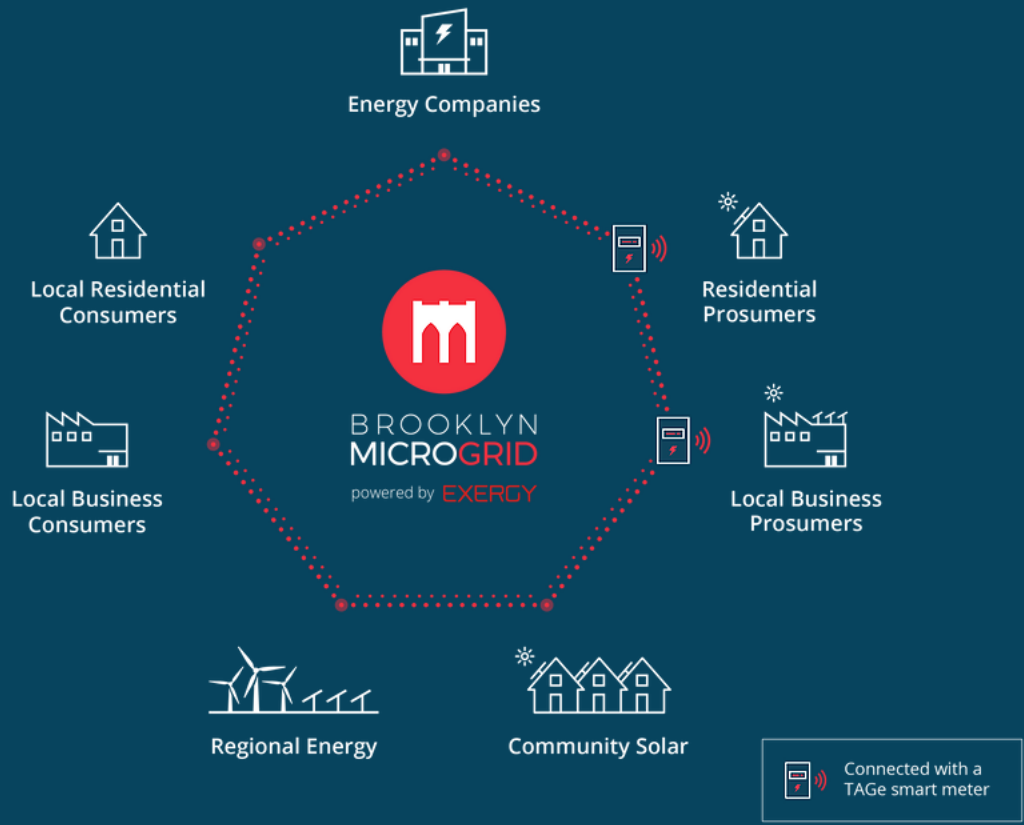 Energy Companies
Local Residential
Consumers
Residential
Prosumers
BROOKLYN
MICROGRID
powered by EXERGY
Local Business
Consumers
Local Business
Prosumers
Regional Energy
Community Solar
Connected with a
TAGe smart meter